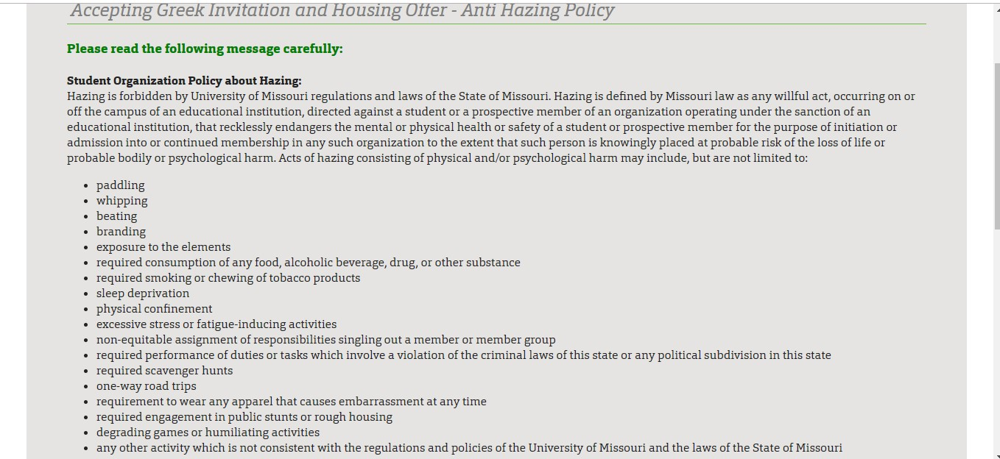 Accepting Greek Invitation and Housing Offer - Anti Hazing Policy
Please read the following message carefully:
Student Organization Policy about Hazing:
Hazing is forbidden by University of Missouri regulations and laws of the State of Missouri. Hazing is defined by Missouri law as any willful act, occurring on or
off the campus of an educational institution, directed against a student or a prospective member of an organization operating under the sanction of an
educational institution, that recklessly endangers the mental or physical health or safety of a student or prospective member for the purpose of initiation or
admission into or continued membership in any such organization to the extent that such person is knowingly placed at probable risk of the loss of life or
probable bodily or psychological harm. Acts of hazing consisting of physical and/or psychological harm may include, but are not limited to:
• paddling
• whipping
• beating
• branding
• exposure to the elements
• required consumption of any food, alcoholic beverage, drug, or other substance
• required smoking or chewing of tobacco products
• sleep deprivation
• physical confinement
• excessive stress or fatigue-inducing activities
• non-equitable assignment of responsibilities singling out a member or member group
• required performance of duties or tasks which involve a violation of the criminal laws of this state or any political subdivision in this state
• required scavenger hunts
• one-way road trips
• requirement to wear any apparel that causes embarrassment at any time
• required engagement in public stunts or rough housing
• degrading games or humiliating activities
• any other activity which is not consistent with the regulations and policies of the University of Missouri and the laws of the State of Missouri